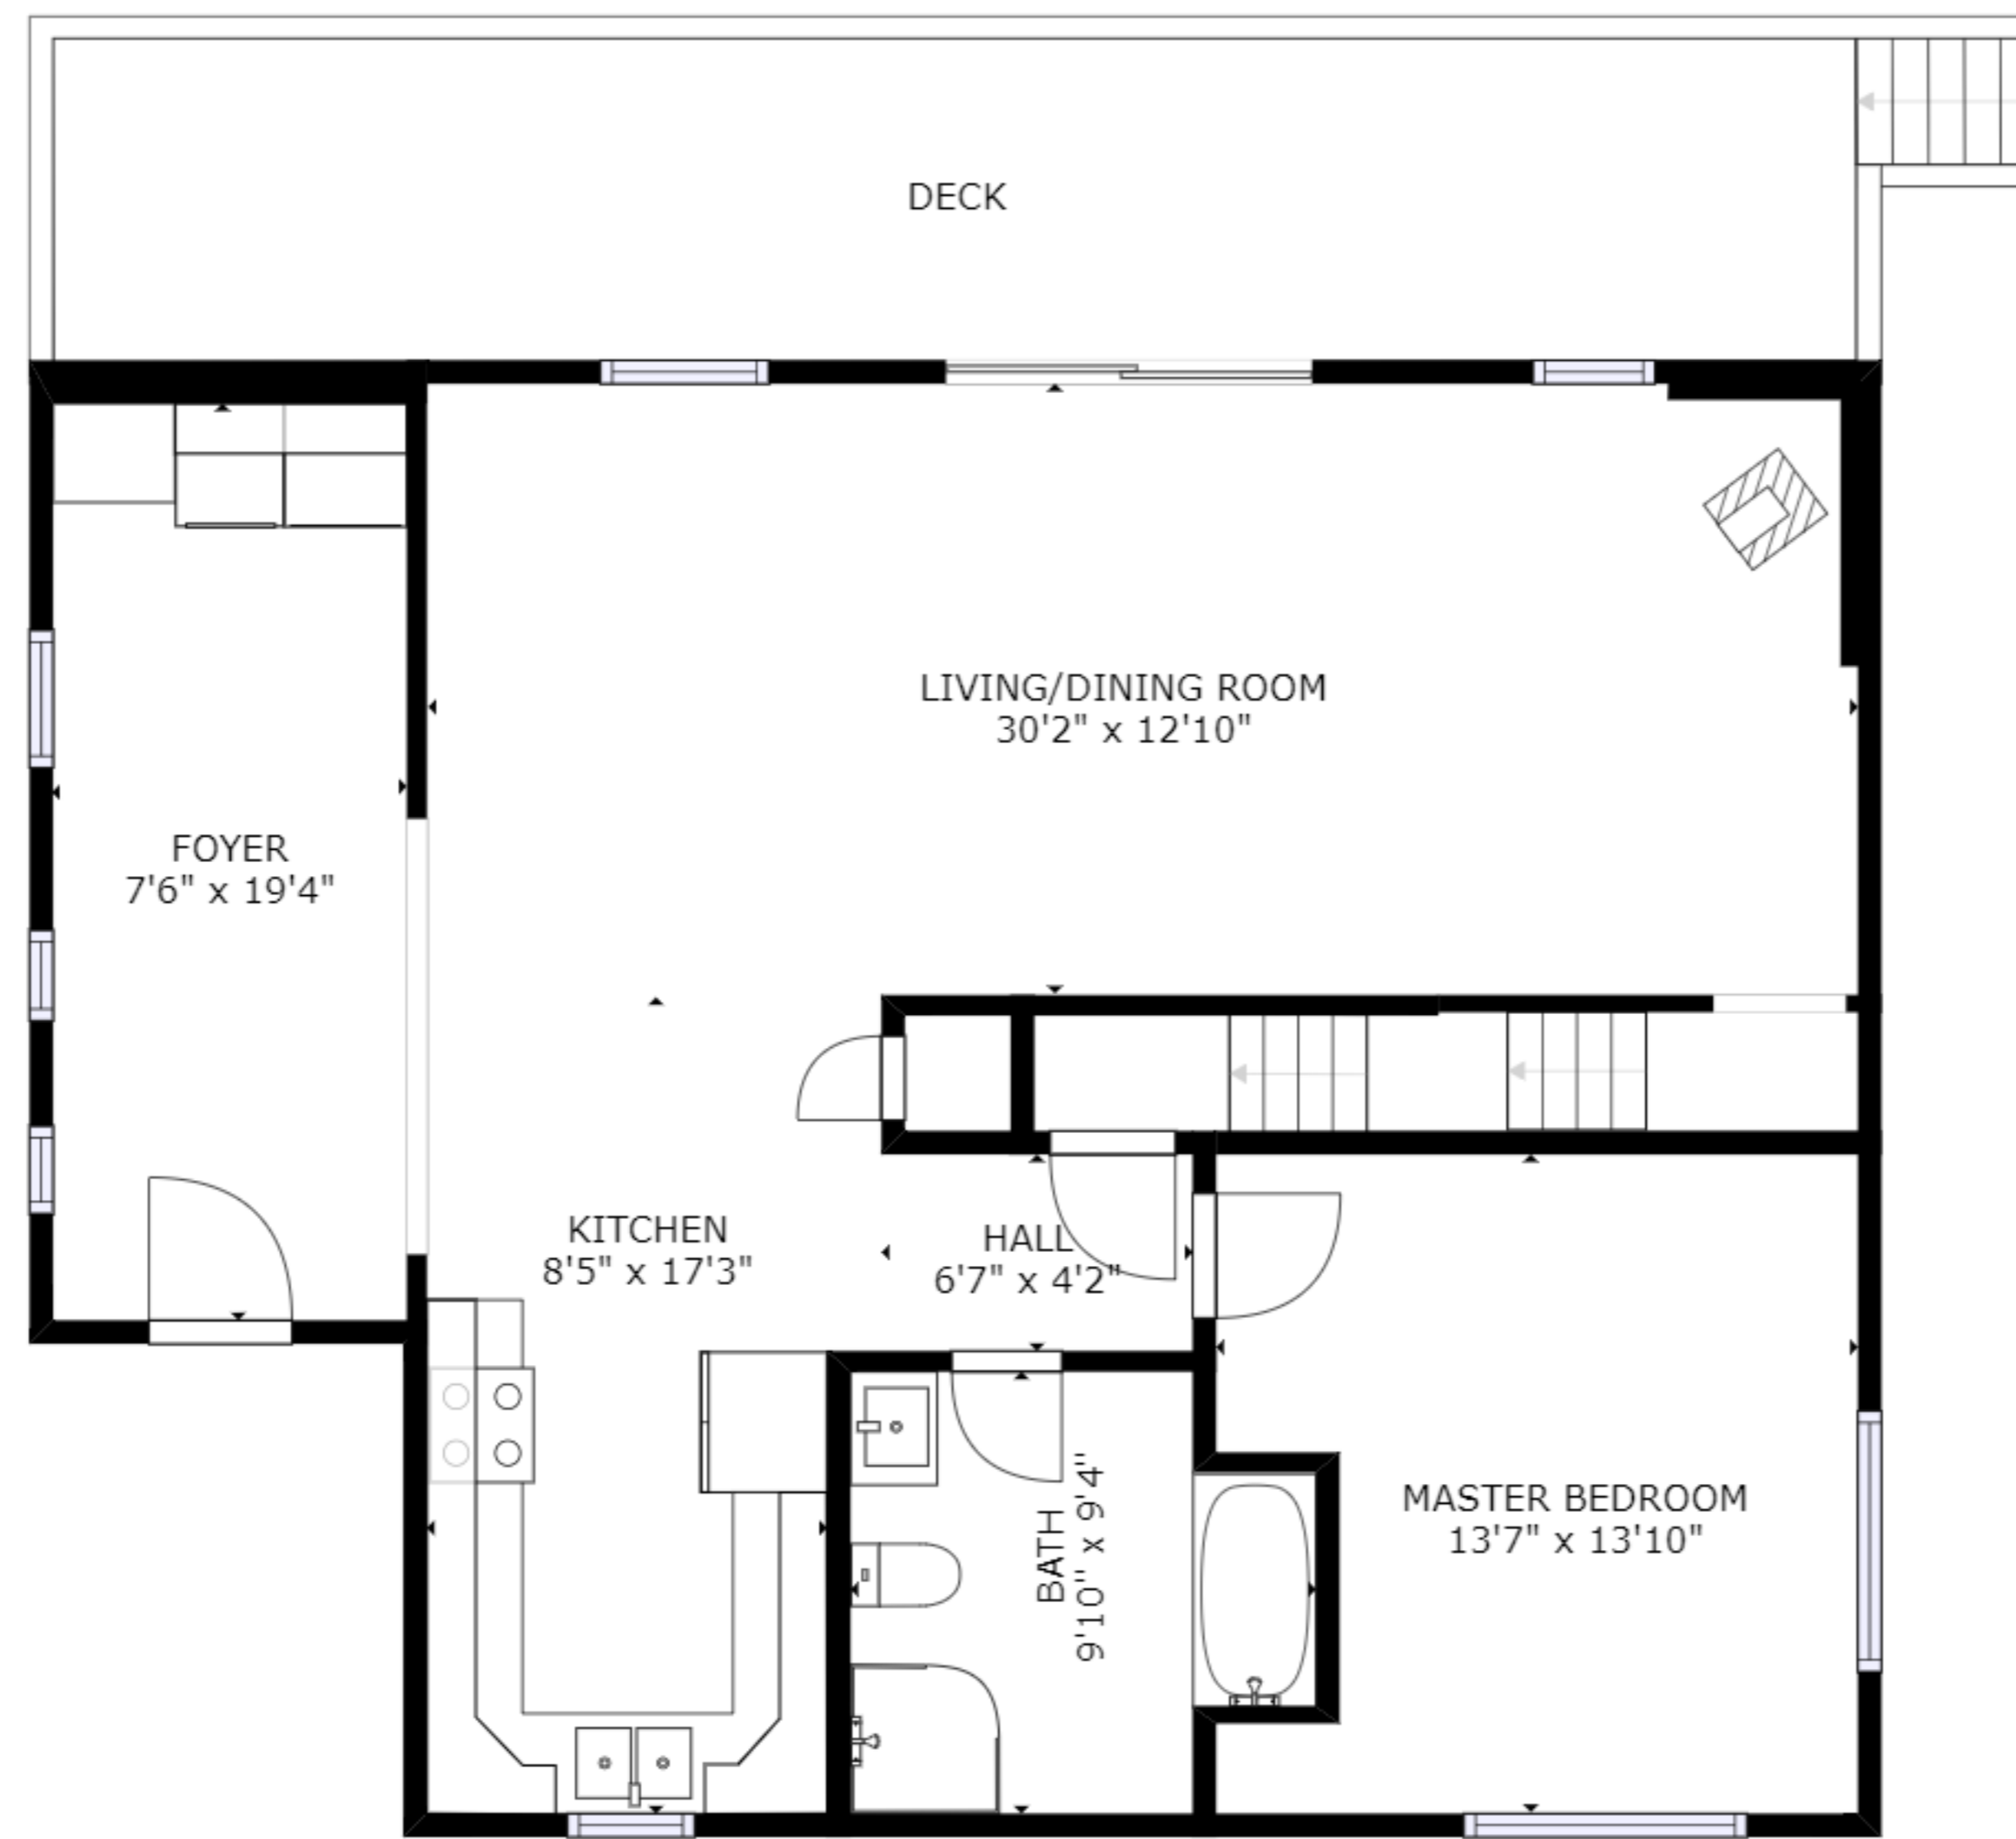 DECK
LIVING/DINING ROOM
30'2" x 12'10"
FOYER
7'6" x 19'4"
KITCHEN
8'5" x 17'3"
HALL
6'7" x 4'2"
MASTER BEDROOM
13'7" x 13'10"
BATH
9'10" x 9'4"